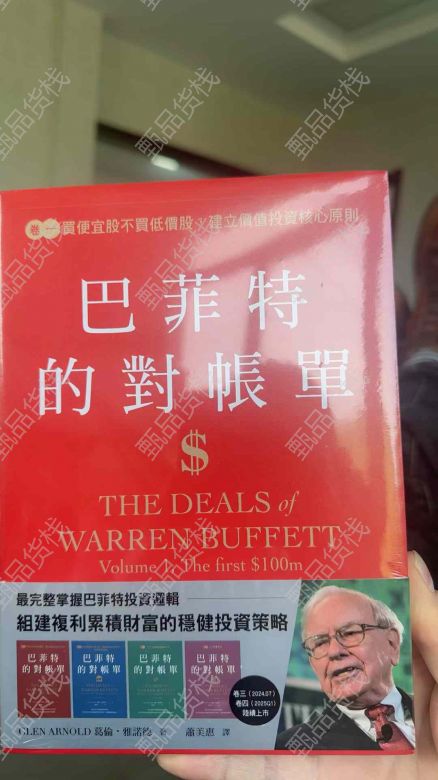 卷一 買便宜股不買低價股╳建立價值投資核心原則
巴菲特
的對帳單
$
THE DEALS of
WARREN BUFFETT
Volume 1: The first $100m
最完整掌握巴菲特投資邏輯
組建複利累積財富的穩健投資策略
巴菲特的對帳單
巴菲特的對帳單
巴菲特的對帳單
巴菲特的對帳單
卷三(2024.07)
卷四(2025Q1)
陸續上市
GLEN ARNOLD 葛倫・雅諾德 著 蕭美惠 譯
甄品货栈